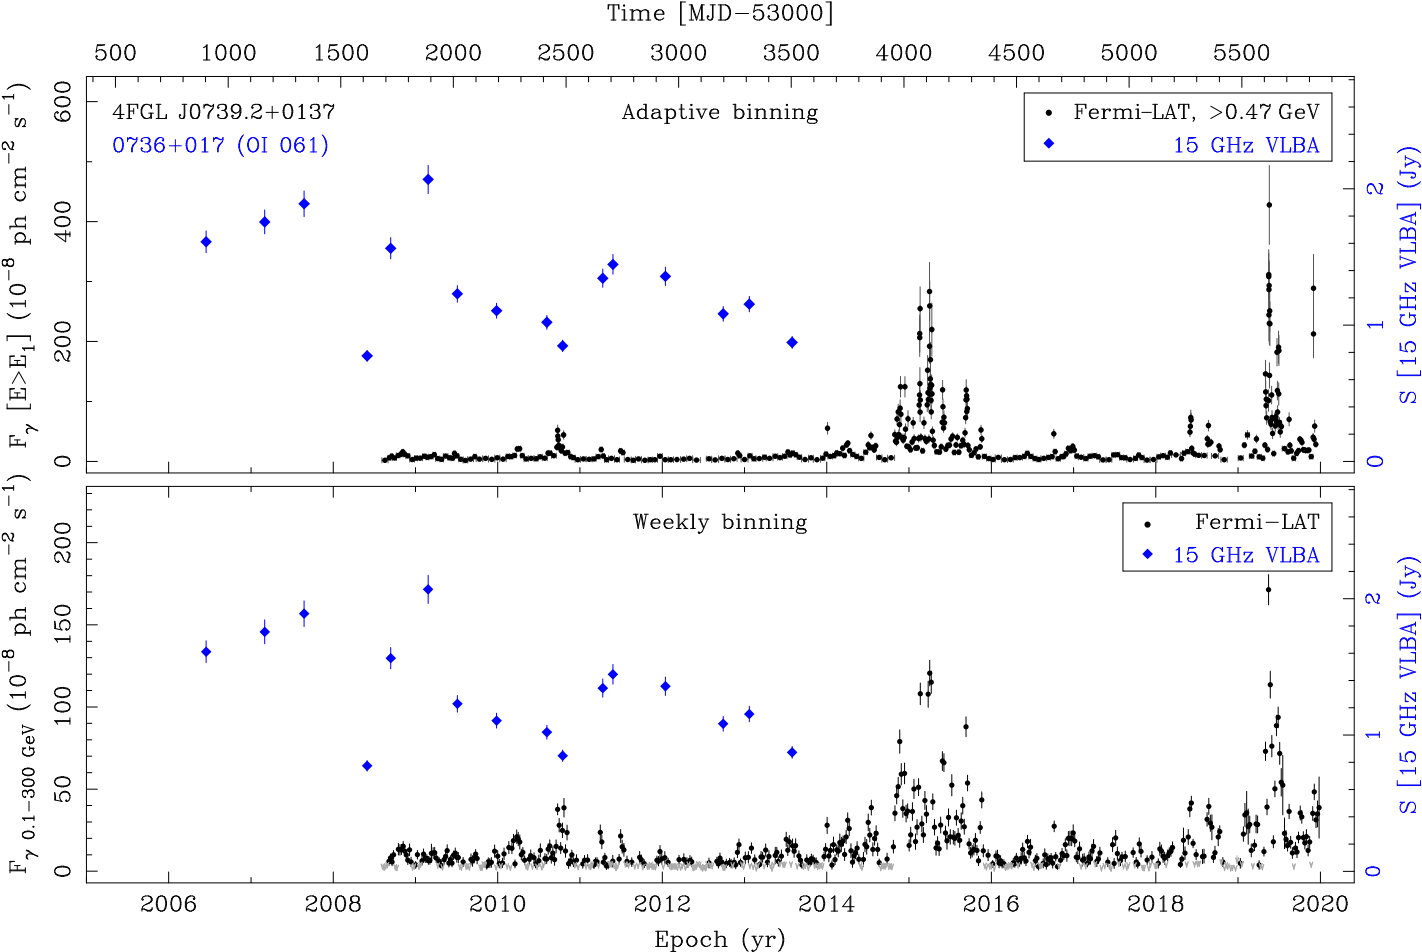 Time [MJD−53000]
500 1000 1500 2000 2500 3000 3500 4000 4500 5000 5500
4FGL J0739.2+0137
0736+017 (OI 061)
Adaptive binning
Fermi−LAT, >0.47 GeV
15 GHz VLBA
F_γ [E>E_1] (10^−8 ph cm^−2 s^−1)
600
400
200
0
S [15 GHz VLBA] (Jy)
2
1
0
Weekly binning
Fermi−LAT
15 GHz VLBA
F_γ 0.1−300 GeV (10^−8 ph cm^−2 s^−1)
200
150
100
50
0
S [15 GHz VLBA] (Jy)
2
1
0
2006 2008 2010 2012 2014 2016 2018 2020
Epoch (yr)